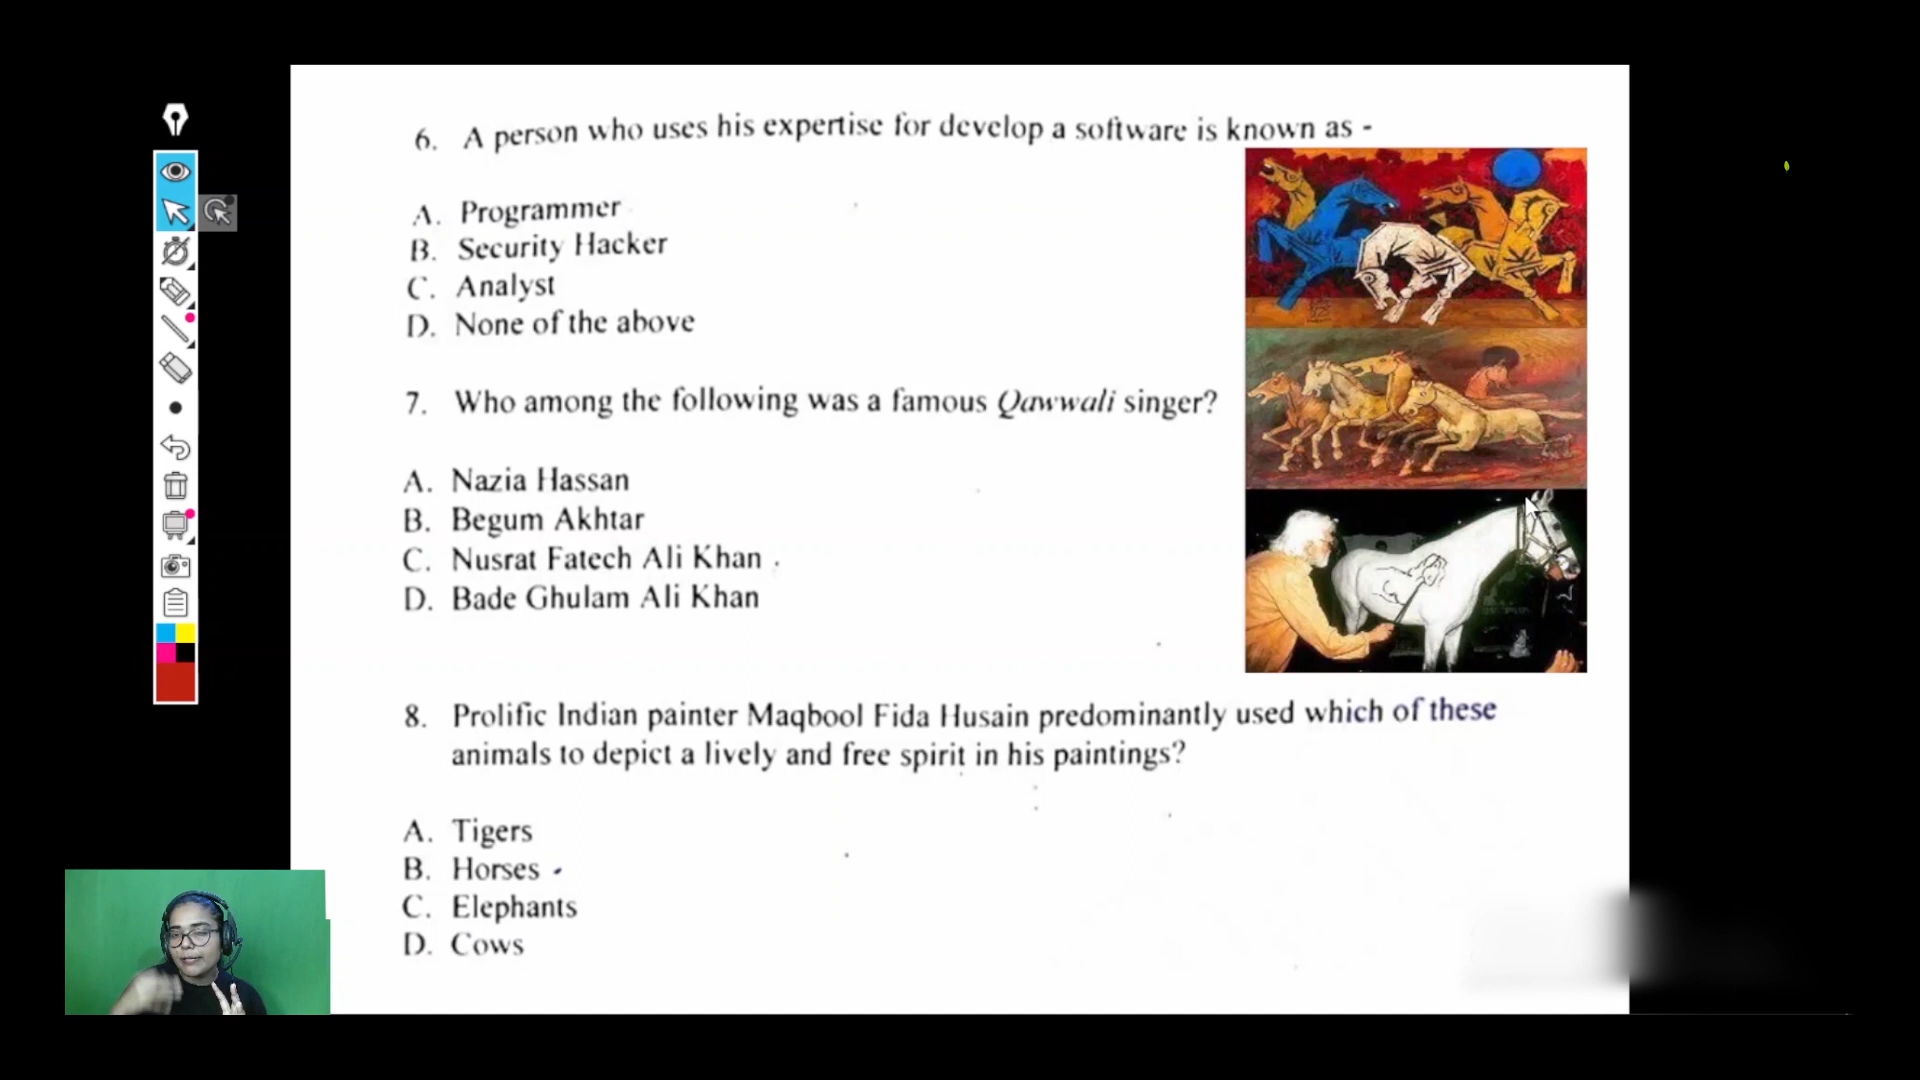 6. A person who uses his expertise for develop a software is known as -
A. Programmer
B. Security Hacker
C. Analyst
D. None of the above
7. Who among the following was a famous Qawwali singer?
A. Nazia Hassan
B. Begum Akhtar
C. Nusrat Fatech Ali Khan
D. Bade Ghulam Ali Khan
8. Prolific Indian painter Maqbool Fida Husain predominantly used which of these
animals to depict a lively and free spirit in his paintings?
A. Tigers
B. Horses
C. Elephants
D. Cows